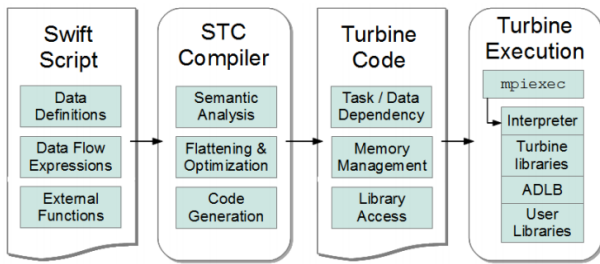 Swift
Script
Data
Definitions
Data Flow
Expressions
External
Functions
STC
Compiler
Semantic
Analysis
Flattening &
Optimization
Code
Generation
Turbine
Code
Task / Data
Dependency
Memory
Management
Library
Access
Turbine
Execution
mpiexec
Interpreter
Turbine
libraries
ADLB
User
Libraries